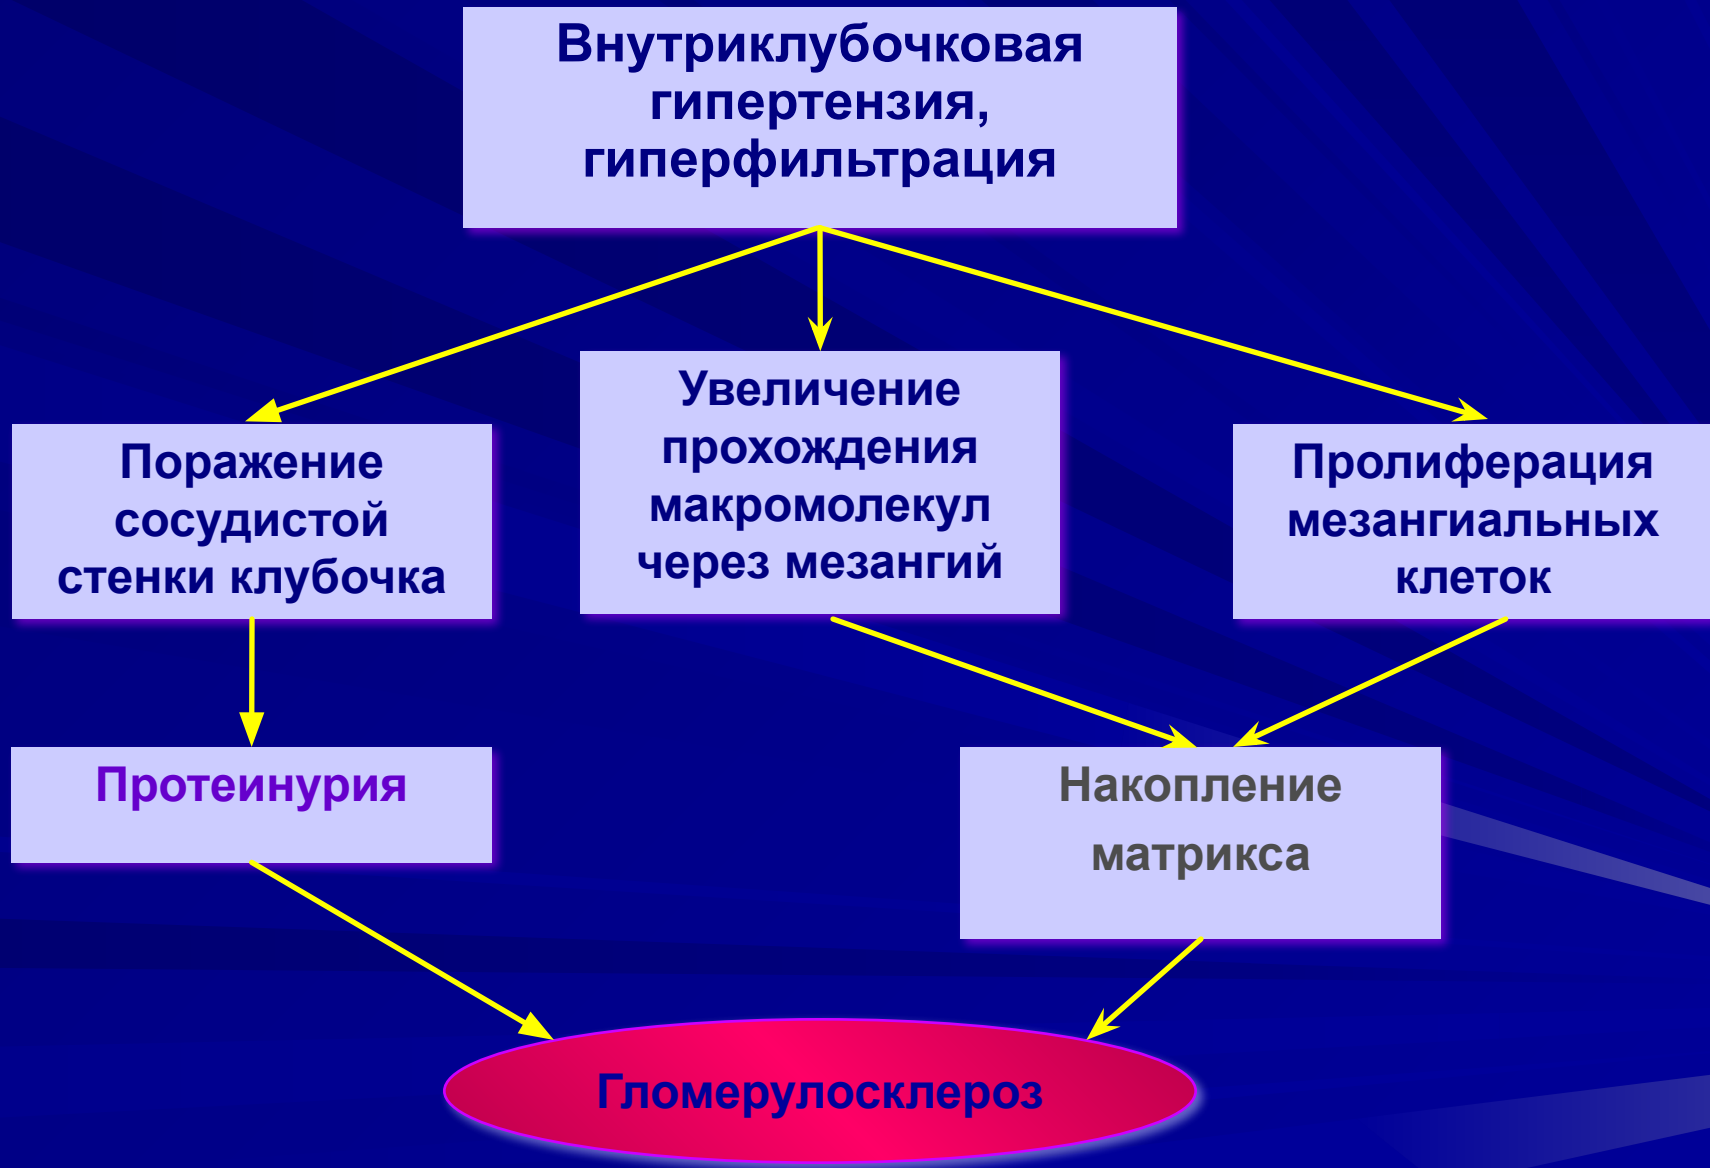 Внутриклубочковая
гипертензия,
гиперфильтрация
Поражение
сосудистой
стенки клубочка
Увеличение
прохождения
макромолекул
через мезангий
Пролиферация
мезангиальных
клеток
Протеинурия
Накопление
матрикса
Гломерулосклероз